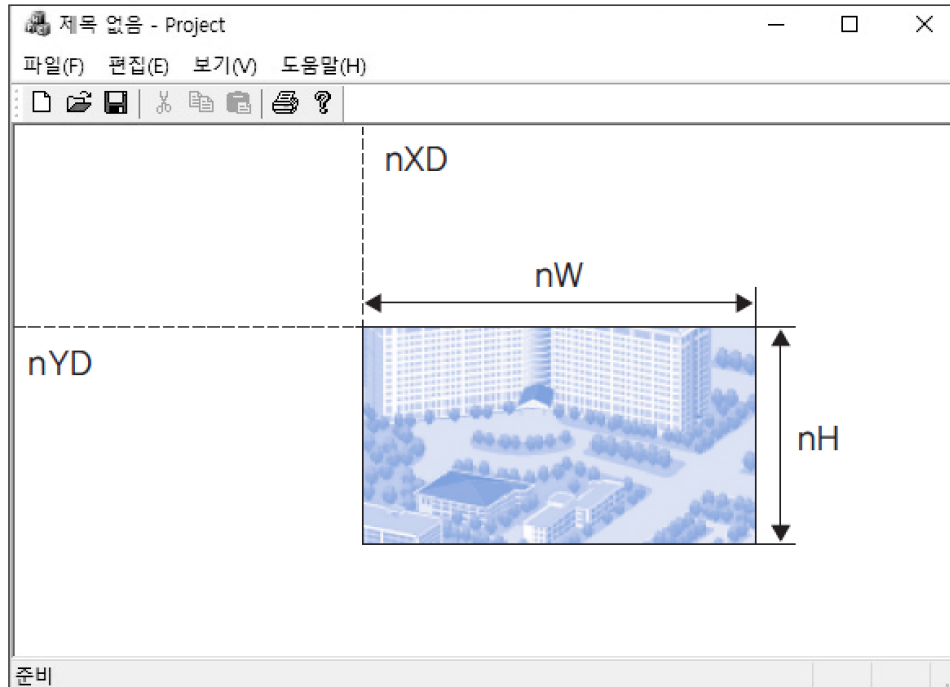 제목 없음 - Project
파일(F) 편집(E) 보기(V) 도움말(H)
nXD
nW
nYD
nH
준비